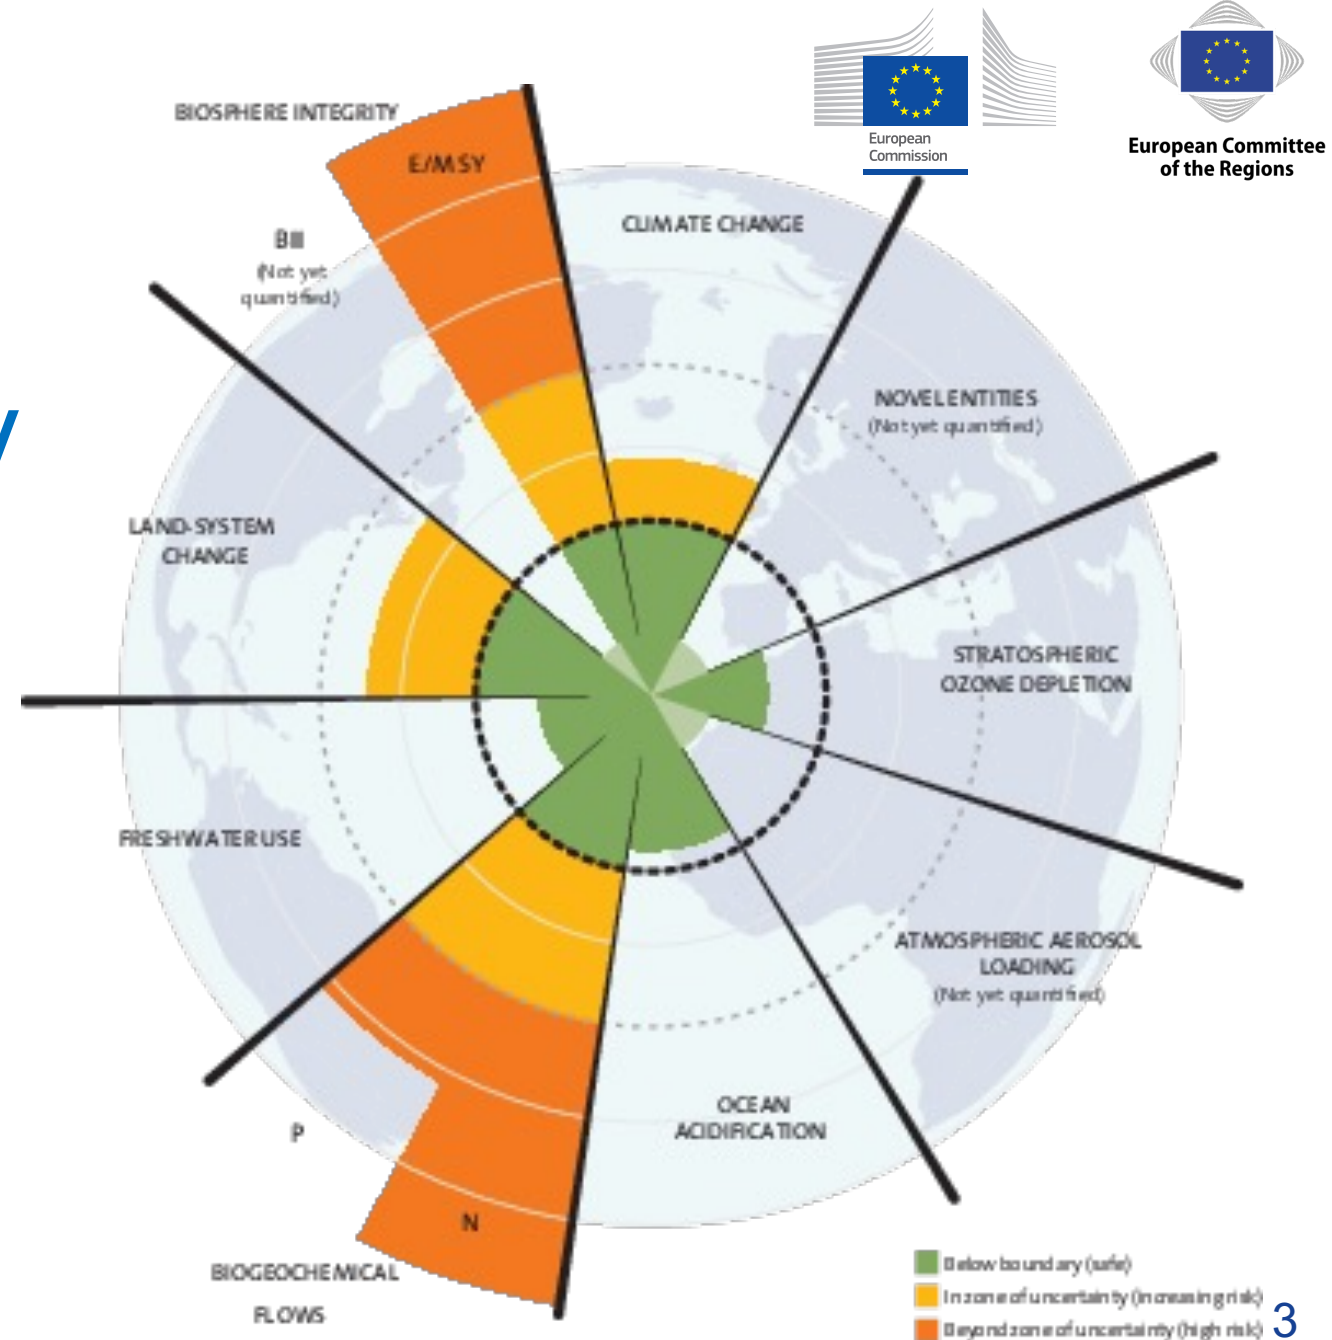 European
Commission
European Committee
of the Regions
BIOSPHERE INTEGRITY
E/MSY
CLIMATE CHANGE
BII
(Not yet
quantified)
NOVEL ENTITIES
(Not yet quantified)
y
LAND-SYSTEM
CHANGE
STRATOSPHERIC
OZONE DEPLETION
FRESHWATER USE
ATMOSPHERIC AEROSOL
LOADING
(Not yet quantified)
OCEAN
ACIDIFICATION
P
N
BIOGEOCHEMICAL
FLOWS
Below boundary (safe)
In zone of uncertainty (increasing risk)
Beyond zone of uncertainty (high risk)
3